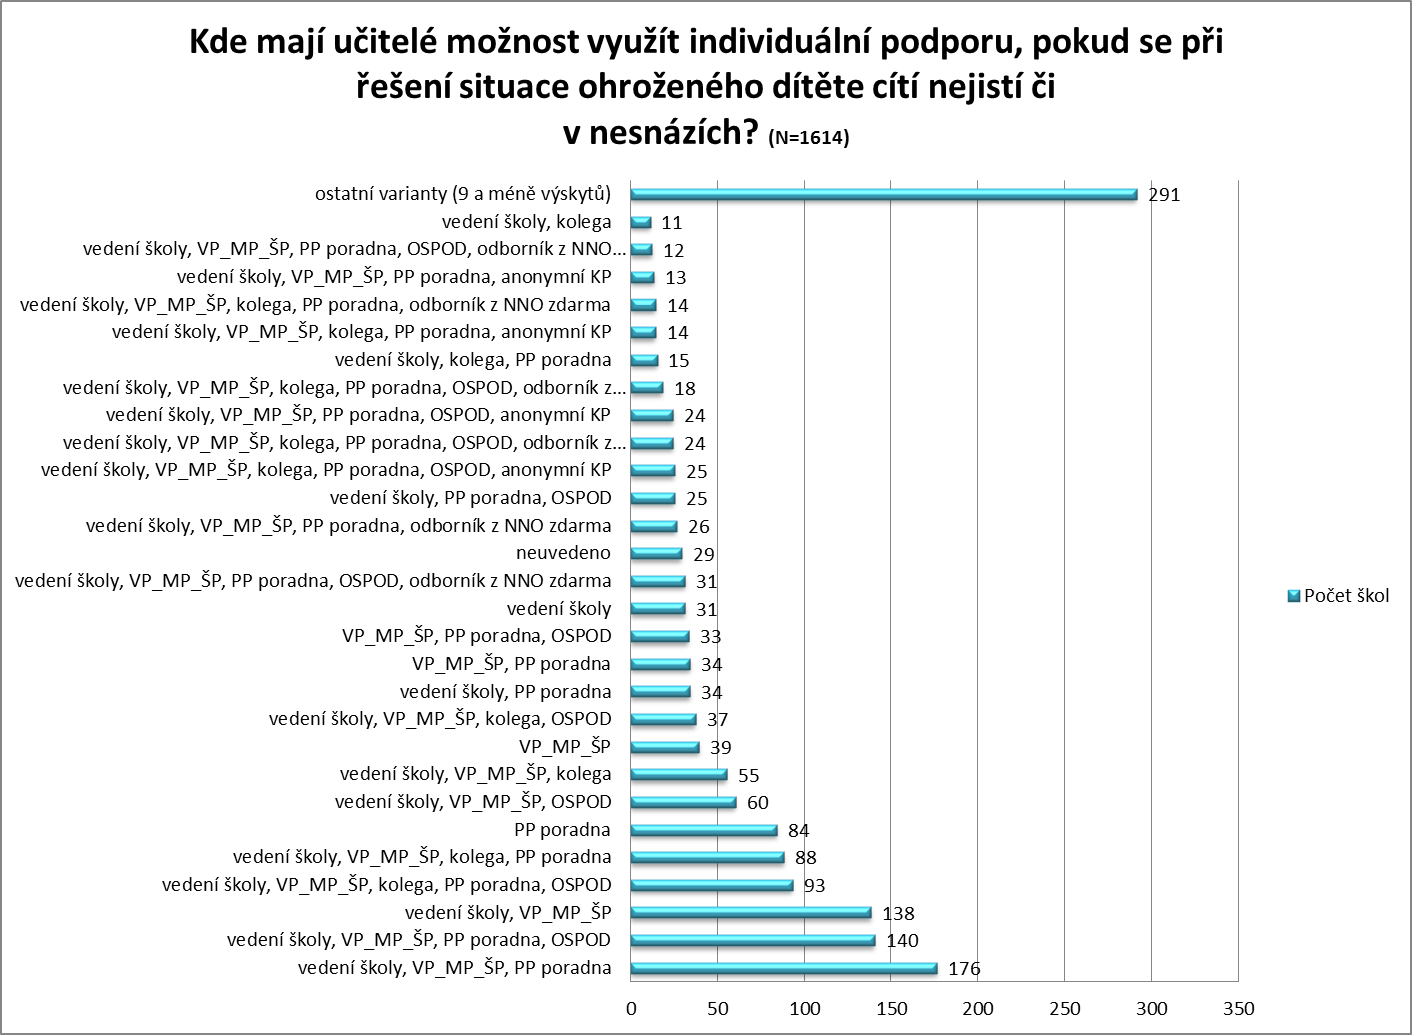 Kde mají učitelé možnost využít individuální podporu, pokud se při
řešení situace ohroženého dítěte cítí nejistí či
v nesnázích? (N=1614)
ostatní varianty (9 a méně výskytů) 291
vedení školy, kolega 11
vedení školy, VP_MP_ŠP, PP poradna, OSPOD, odborník z NNO... 12
vedení školy, VP_MP_ŠP, PP poradna, anonymní KP 13
vedení školy, VP_MP_ŠP, kolega, PP poradna, odborník z NNO zdarma 14
vedení školy, VP_MP_ŠP, kolega, PP poradna, anonymní KP 14
vedení školy, kolega, PP poradna 15
vedení školy, VP_MP_ŠP, kolega, PP poradna, OSPOD, odborník z... 18
vedení školy, VP_MP_ŠP, PP poradna, OSPOD, anonymní KP 24
vedení školy, VP_MP_ŠP, kolega, PP poradna, OSPOD, odborník z... 24
vedení školy, VP_MP_ŠP, kolega, PP poradna, OSPOD, anonymní KP 25
vedení školy, PP poradna, OSPOD 25
vedení školy, VP_MP_ŠP, PP poradna, odborník z NNO zdarma 26
neuvedeno 29
vedení školy, VP_MP_ŠP, PP poradna, OSPOD, odborník z NNO zdarma 31
vedení školy 31
VP_MP_ŠP, PP poradna, OSPOD 33
VP_MP_ŠP, PP poradna 34
vedení školy, PP poradna 34
vedení školy, VP_MP_ŠP, kolega, OSPOD 37
VP_MP_ŠP 39
vedení školy, VP_MP_ŠP, kolega 55
vedení školy, VP_MP_ŠP, OSPOD 60
PP poradna 84
vedení školy, VP_MP_ŠP, kolega, PP poradna 88
vedení školy, VP_MP_ŠP, kolega, PP poradna, OSPOD 93
vedení školy, VP_MP_ŠP 138
vedení školy, VP_MP_ŠP, PP poradna, OSPOD 140
vedení školy, VP_MP_ŠP, PP poradna 176
0 50 100 150 200 250 300 350
Počet škol